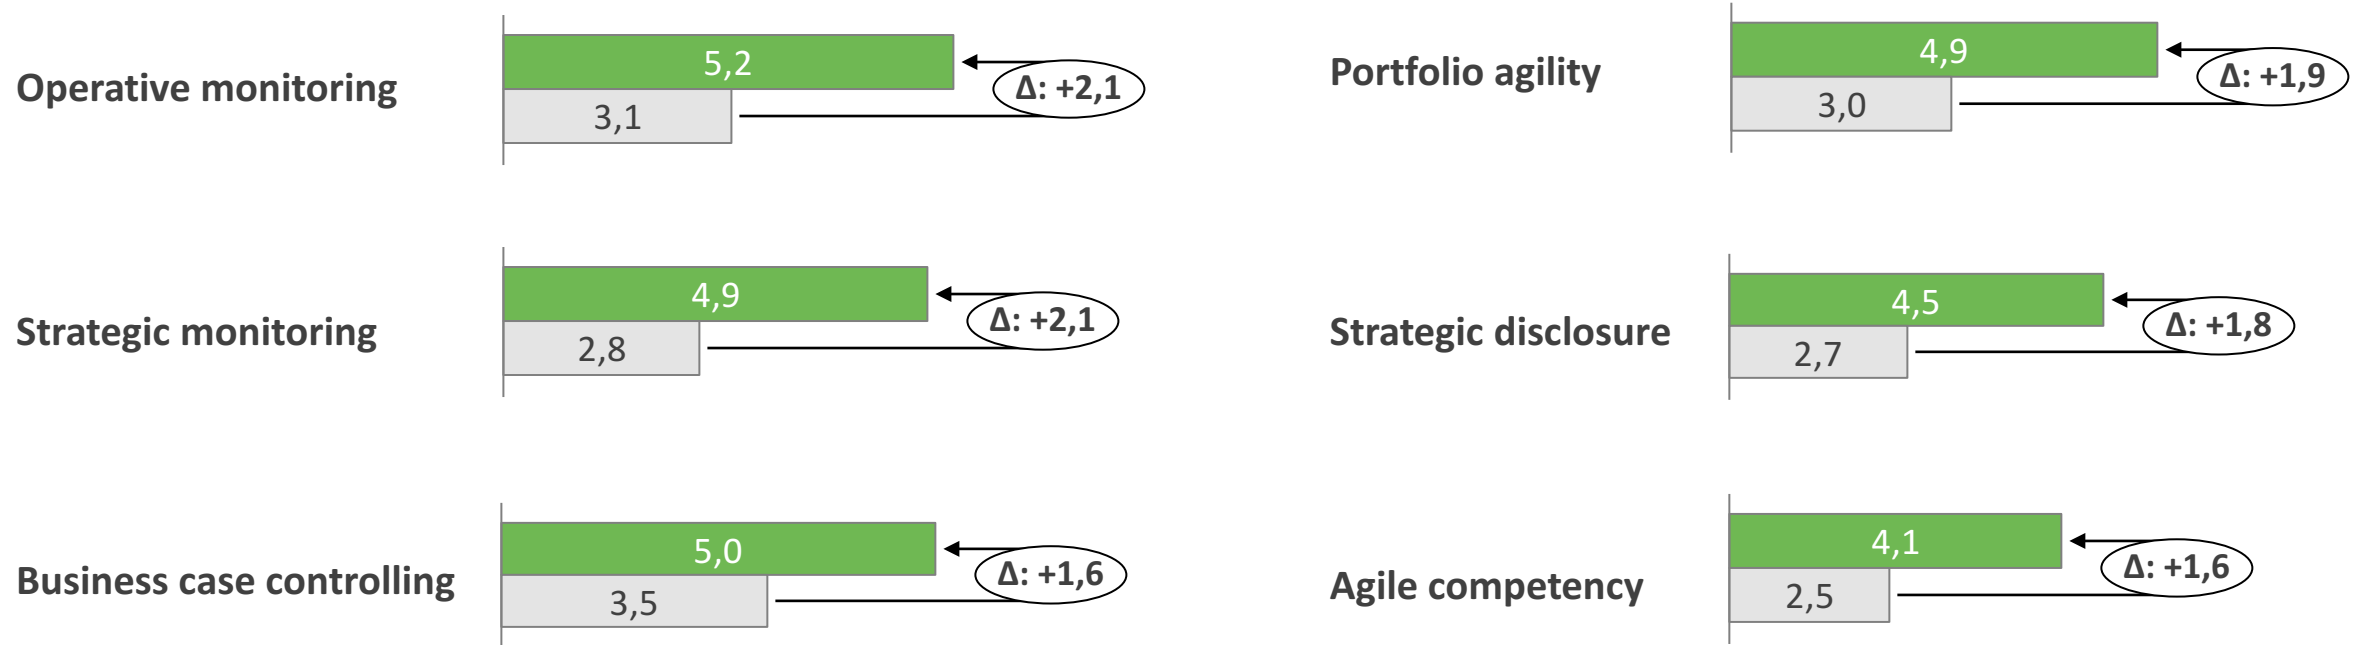 Operative monitoring
5,2
3,1
Δ: +2,1
Strategic monitoring
4,9
2,8
Δ: +2,1
Business case controlling
5,0
3,5
Δ: +1,6
Portfolio agility
4,9
3,0
Δ: +1,9
Strategic disclosure
4,5
2,7
Δ: +1,8
Agile competency
4,1
2,5
Δ: +1,6